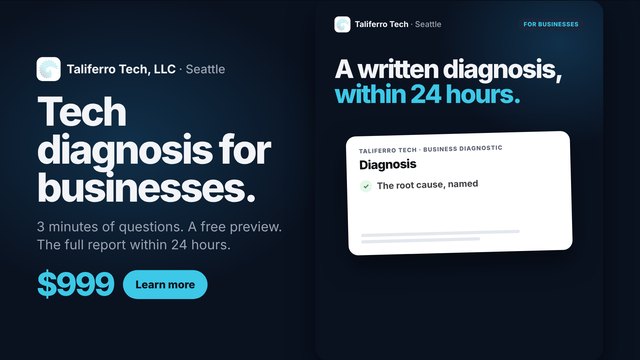 Taliferro Tech, LLC · Seattle
Tech
diagnosis for
businesses.
3 minutes of questions. A free preview.
The full report within 24 hours.
$999
Learn more
Taliferro Tech · Seattle
FOR BUSINESSES
A written diagnosis,
within 24 hours.
TALIFERRO TECH · BUSINESS DIAGNOSTIC
Diagnosis
The root cause, named